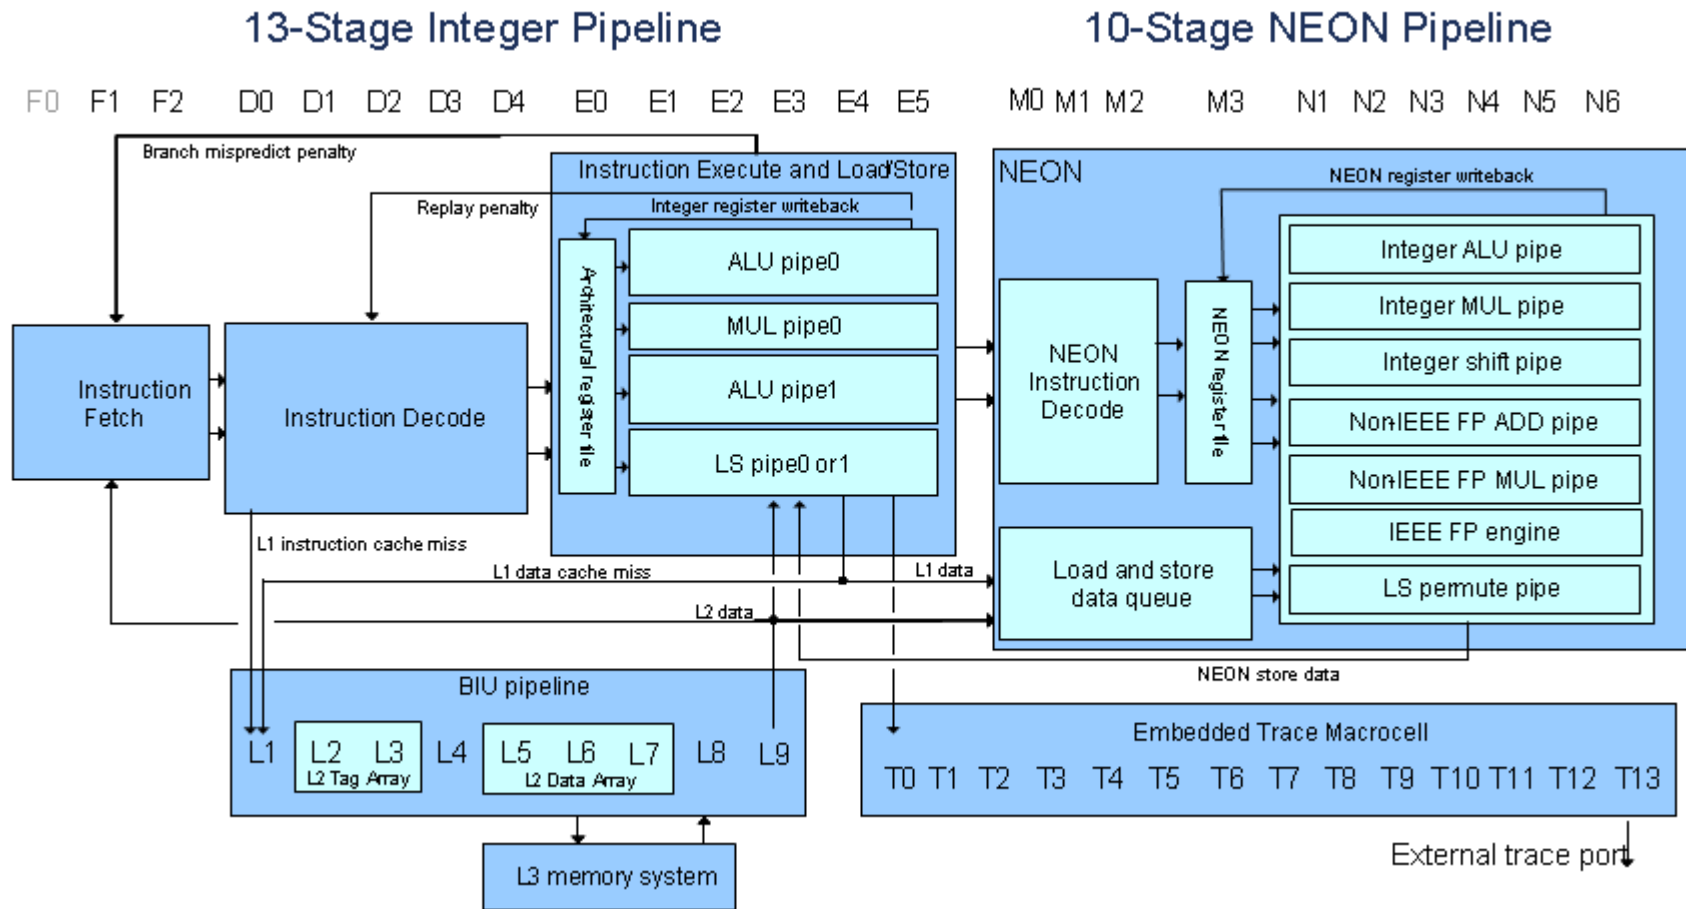 13-Stage Integer Pipeline
10-Stage NEON Pipeline
F0 F1 F2 D0 D1 D2 D3 D4 E0 E1 E2 E3 E4 E5 M0 M1 M2 M3 N1 N2 N3 N4 N5 N6
Branch mispredict penalty
Instruction Execute and Load/Store
Replay penalty
Integer register writeback
Architectural register file
ALU pipe0
MUL pipe0
ALU pipe1
LS pipe0 or1
Instruction
Fetch
Instruction Decode
NEON
NEON register writeback
NEON
Instruction
Decode
NEON register file
Integer ALU pipe
Integer MUL pipe
Integer shift pipe
Non-IEEE FP ADD pipe
Non-IEEE FP MUL pipe
IEEE FP engine
LS permute pipe
Load and store
data queue
L1 instruction cache miss
L1 data cache miss
L1 data
L2 data
NEON store data
BIU pipeline
L1 L2 L3 L4 L5 L6 L7 L8 L9
L2 Tag Array
L2 Data Array
L3 memory system
Embedded Trace Macrocell
T0 T1 T2 T3 T4 T5 T6 T7 T8 T9 T10 T11 T12 T13
External trace port